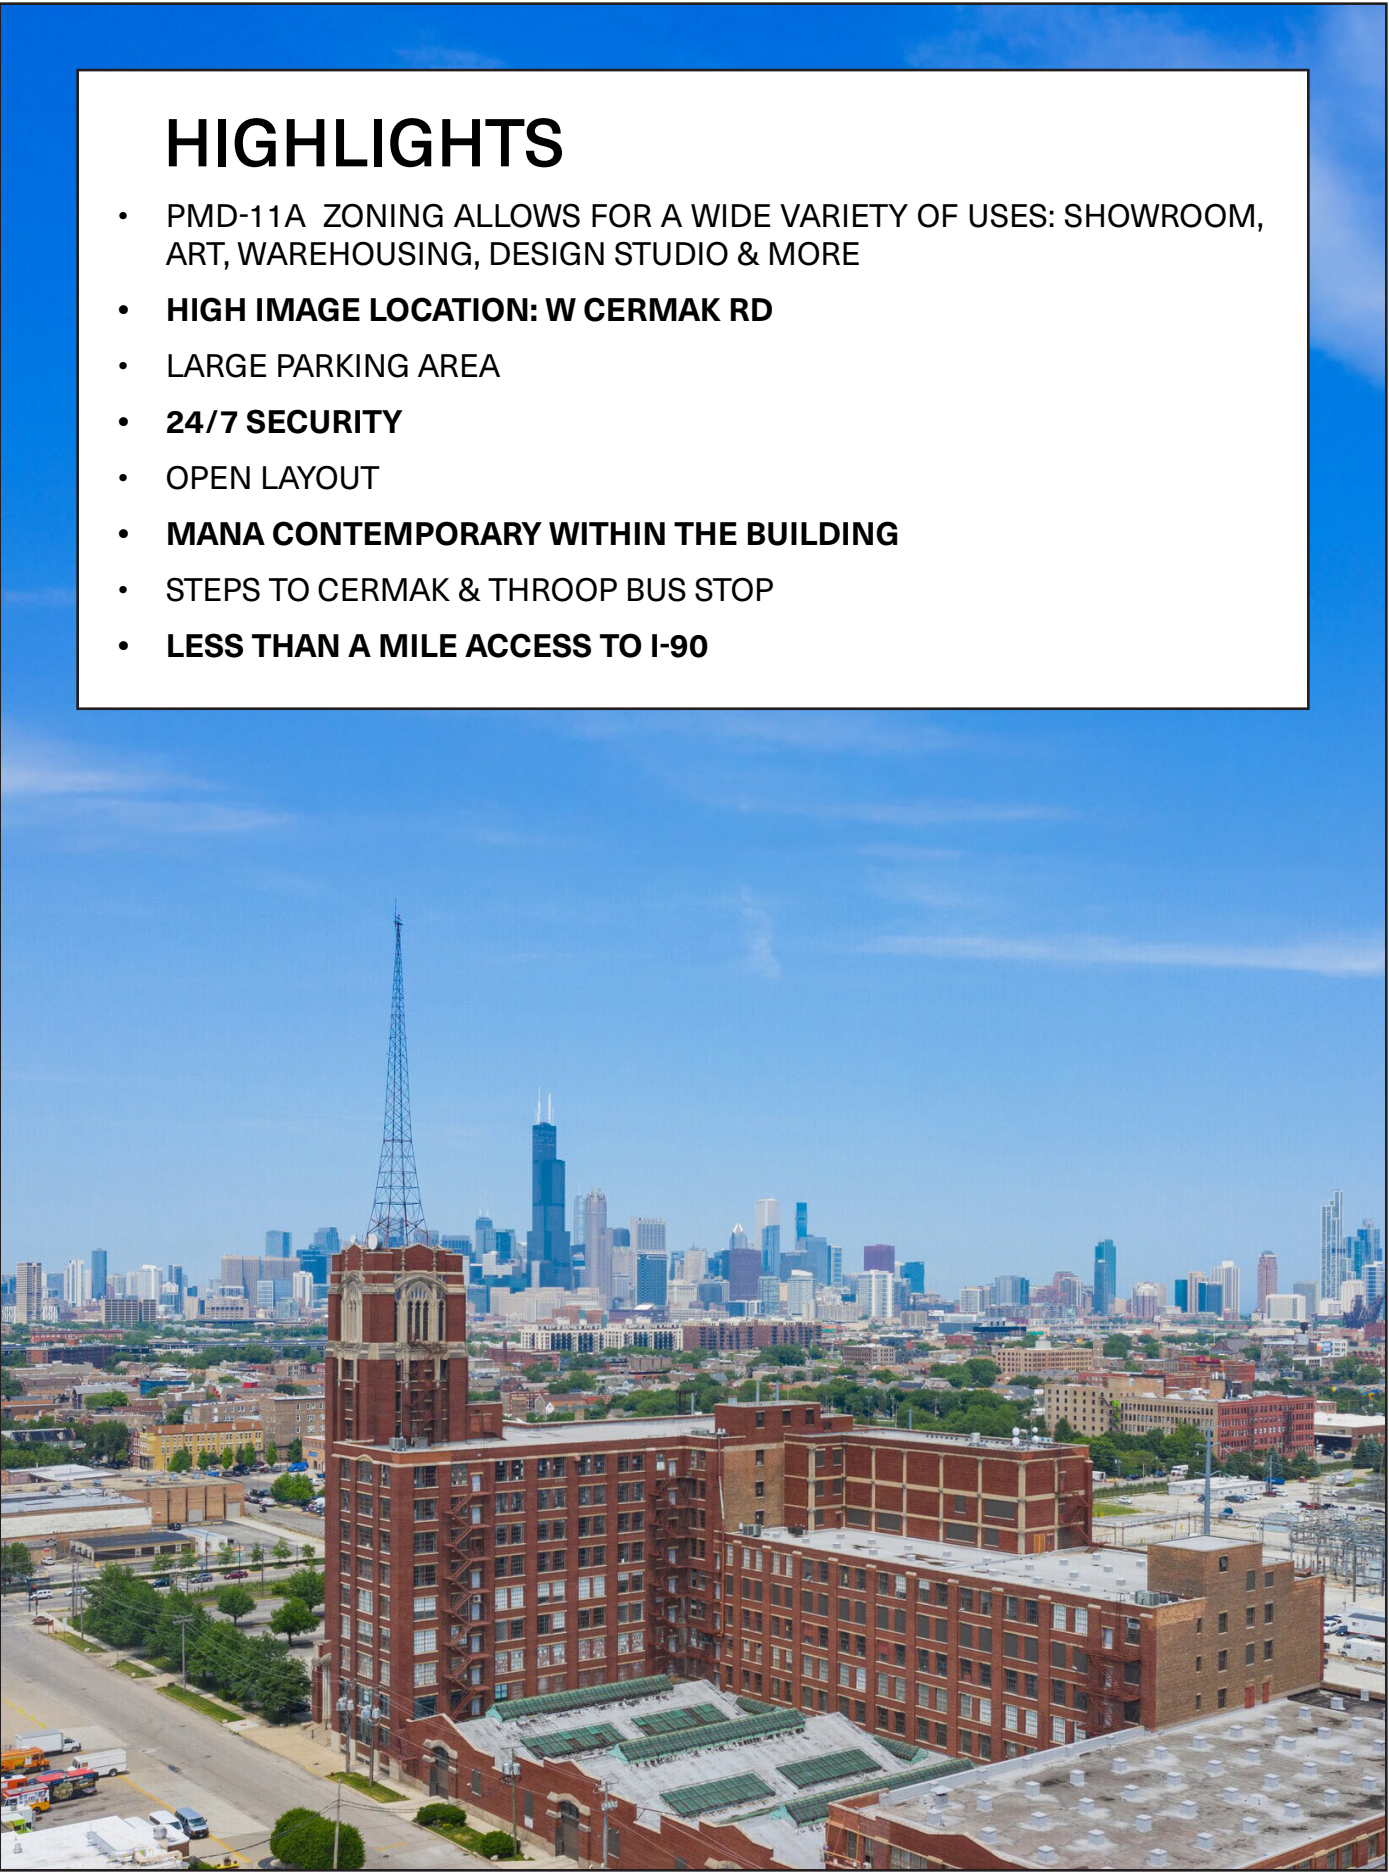 HIGHLIGHTS
• PMD-11A  ZONING ALLOWS FOR A WIDE VARIETY OF USES: SHOWROOM,
ART, WAREHOUSING, DESIGN STUDIO & MORE
• HIGH IMAGE LOCATION: W CERMAK RD
• LARGE PARKING AREA
• 24/7 SECURITY
• OPEN LAYOUT
• MANA CONTEMPORARY WITHIN THE BUILDING
• STEPS TO CERMAK & THROOP BUS STOP
• LESS THAN A MILE ACCESS TO I-90